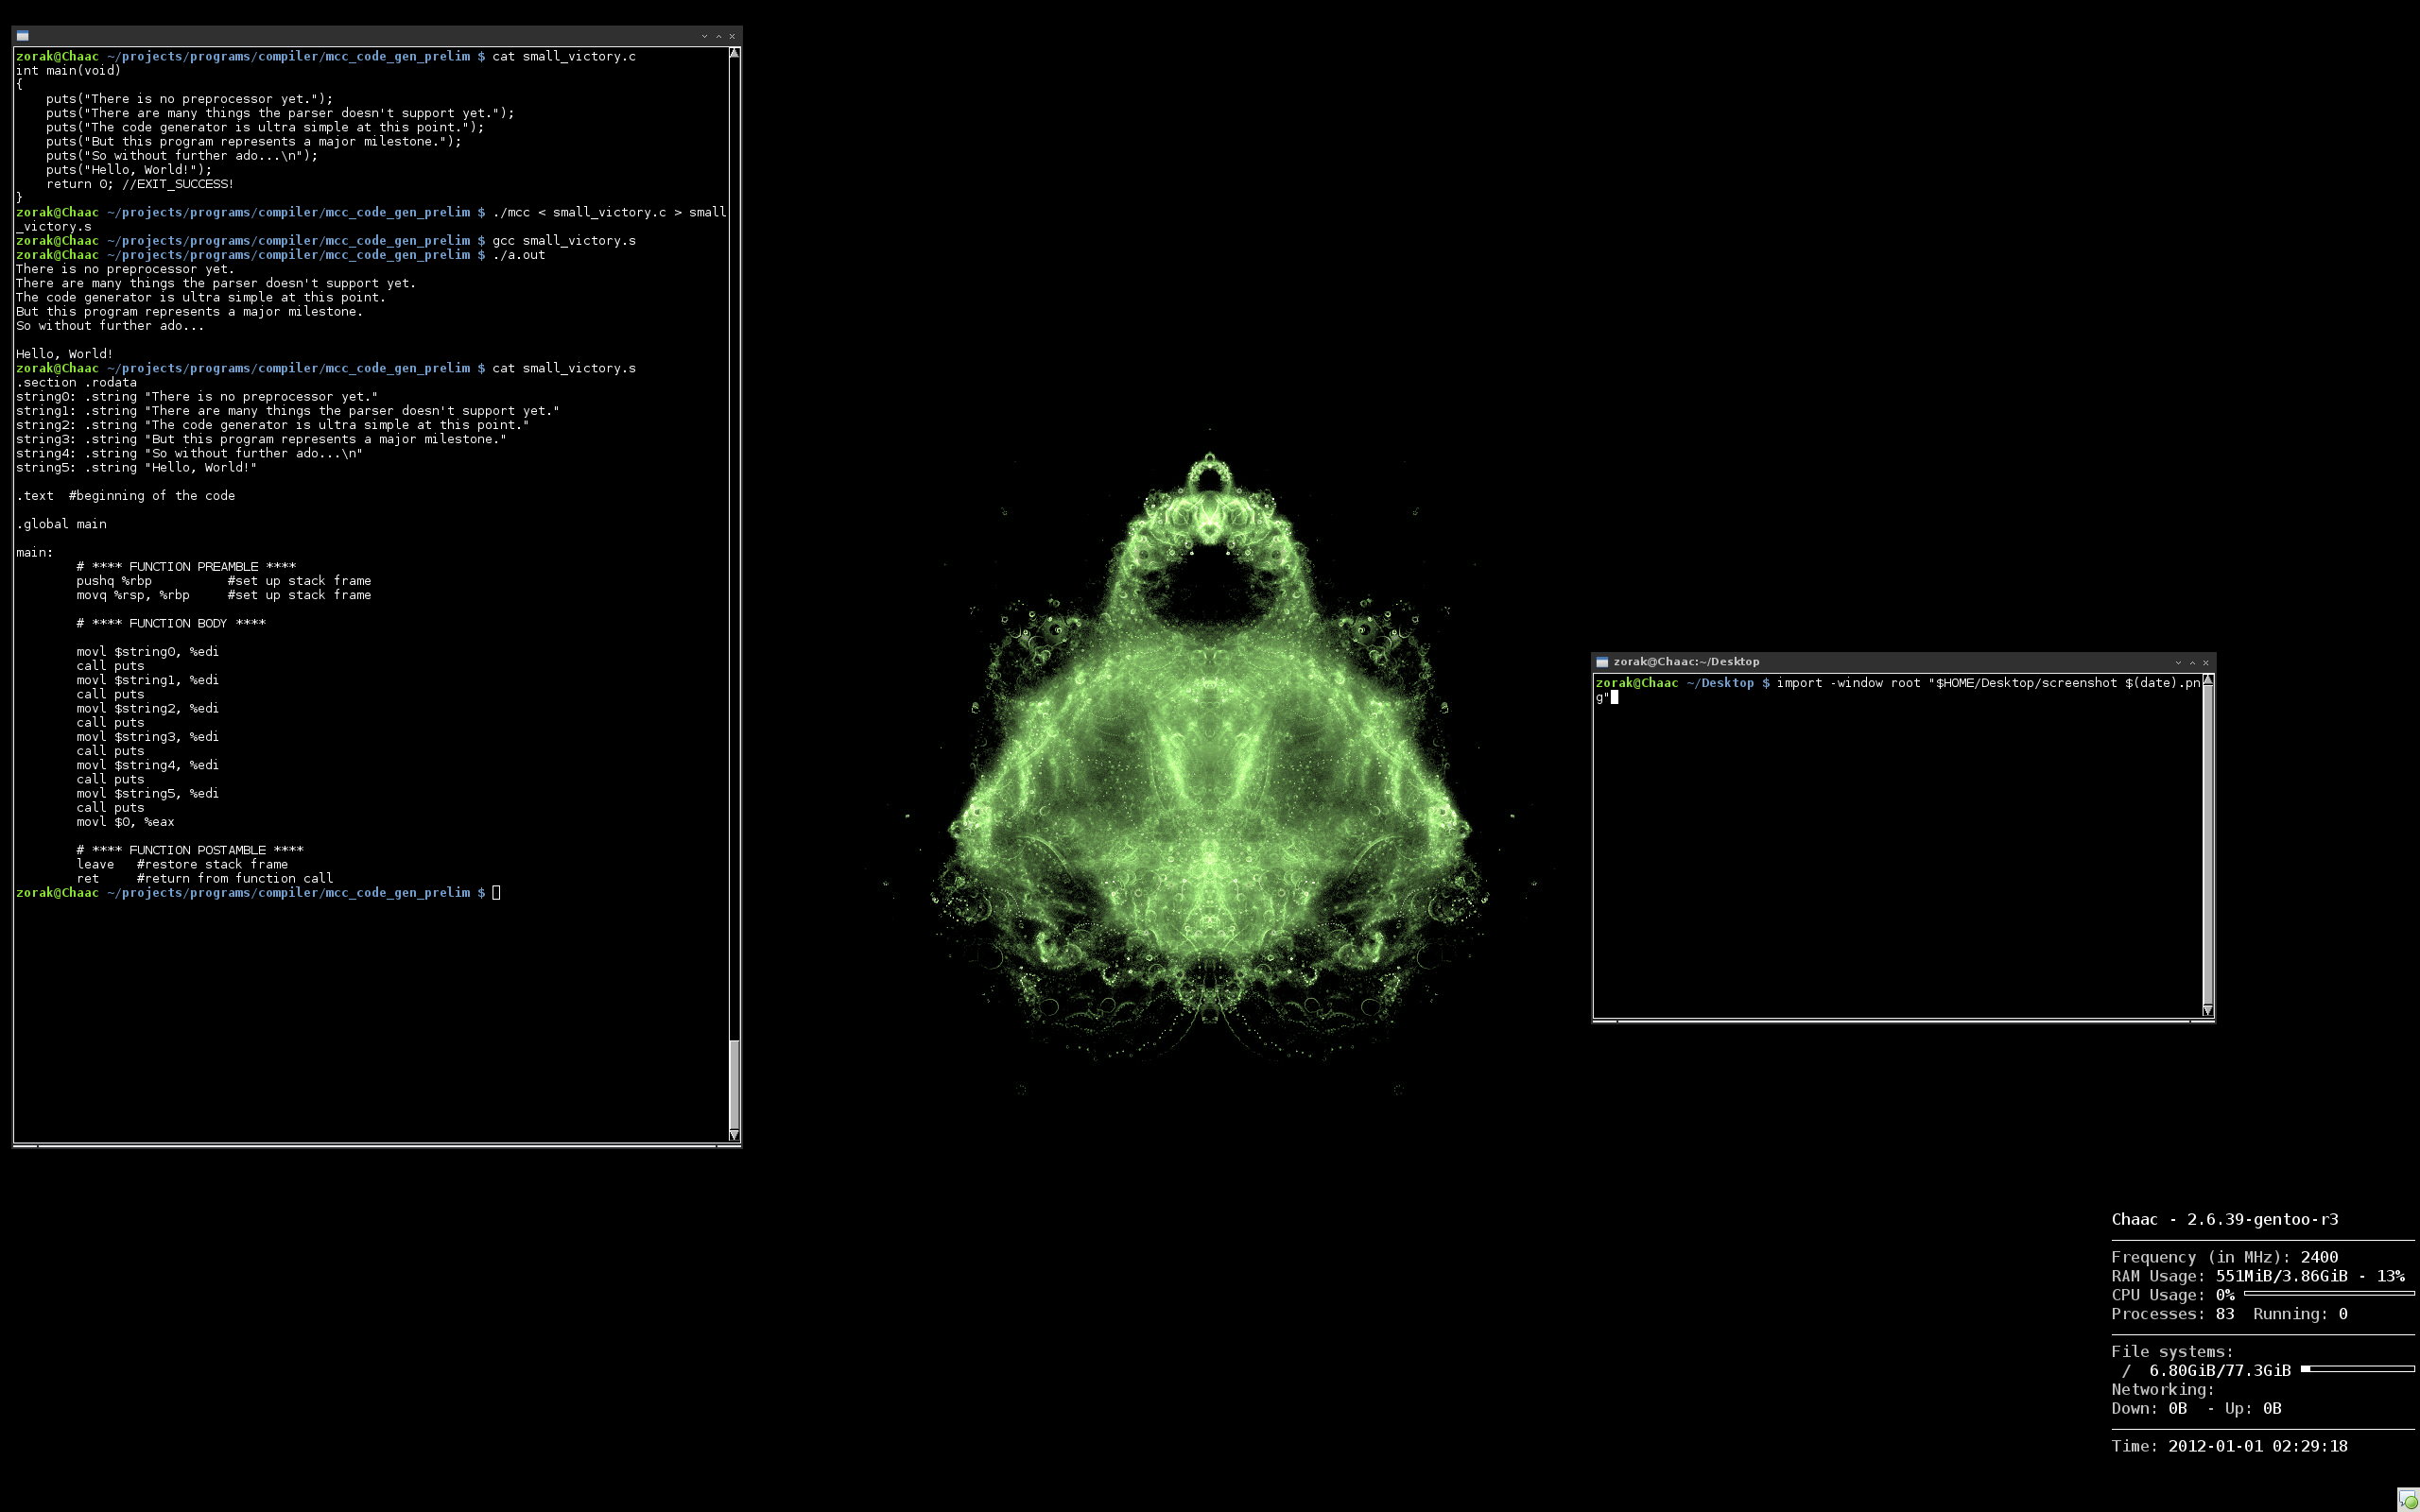 zorak@Chaac ~/projects/programs/compiler/mcc_code_gen_prelim $ cat small_victory.c
int main(void)
{
    puts("There is no preprocessor yet.");
    puts("There are many things the parser doesn't support yet.");
    puts("The code generator is ultra simple at this point.");
    puts("But this program represents a major milestone.");
    puts("So without further ado...\n");
    puts("Hello, World!");
    return 0; //EXIT_SUCCESS!
}
zorak@Chaac ~/projects/programs/compiler/mcc_code_gen_prelim $ ./mcc < small_victory.c > small
_victory.s
zorak@Chaac ~/projects/programs/compiler/mcc_code_gen_prelim $ gcc small_victory.s
zorak@Chaac ~/projects/programs/compiler/mcc_code_gen_prelim $ ./a.out
There is no preprocessor yet.
There are many things the parser doesn't support yet.
The code generator is ultra simple at this point.
But this program represents a major milestone.
So without further ado...

Hello, World!
zorak@Chaac ~/projects/programs/compiler/mcc_code_gen_prelim $ cat small_victory.s
.section .rodata
string0: .string "There is no preprocessor yet."
string1: .string "There are many things the parser doesn't support yet."
string2: .string "The code generator is ultra simple at this point."
string3: .string "But this program represents a major milestone."
string4: .string "So without further ado...\n"
string5: .string "Hello, World!"

.text  #beginning of the code

.global main

main:
        # **** FUNCTION PREAMBLE ****
        pushq %rbp          #set up stack frame
        movq %rsp, %rbp     #set up stack frame

        # **** FUNCTION BODY ****

        movl $string0, %edi
        call puts
        movl $string1, %edi
        call puts
        movl $string2, %edi
        call puts
        movl $string3, %edi
        call puts
        movl $string4, %edi
        call puts
        movl $string5, %edi
        call puts
        movl $0, %eax

        # **** FUNCTION POSTAMBLE ****
        leave   #restore stack frame
        ret     #return from function call
zorak@Chaac ~/projects/programs/compiler/mcc_code_gen_prelim $
zorak@Chaac:~/Desktop
zorak@Chaac ~/Desktop $ import -window root "$HOME/Desktop/screenshot $(date).pn
g"
Chaac - 2.6.39-gentoo-r3
Frequency (in MHz): 2400
RAM Usage: 551MiB/3.86GiB - 13%
CPU Usage: 0%
Processes: 83  Running: 0
File systems:
 /  6.80GiB/77.3GiB
Networking:
Down: 0B  - Up: 0B
Time: 2012-01-01 02:29:18